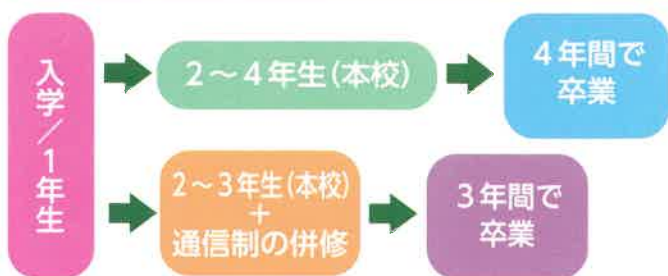 入学/1年生
2~4年生(本校)
4年間で
卒業
2~3年生(本校)
+
通信制の併修
3年間で
卒業